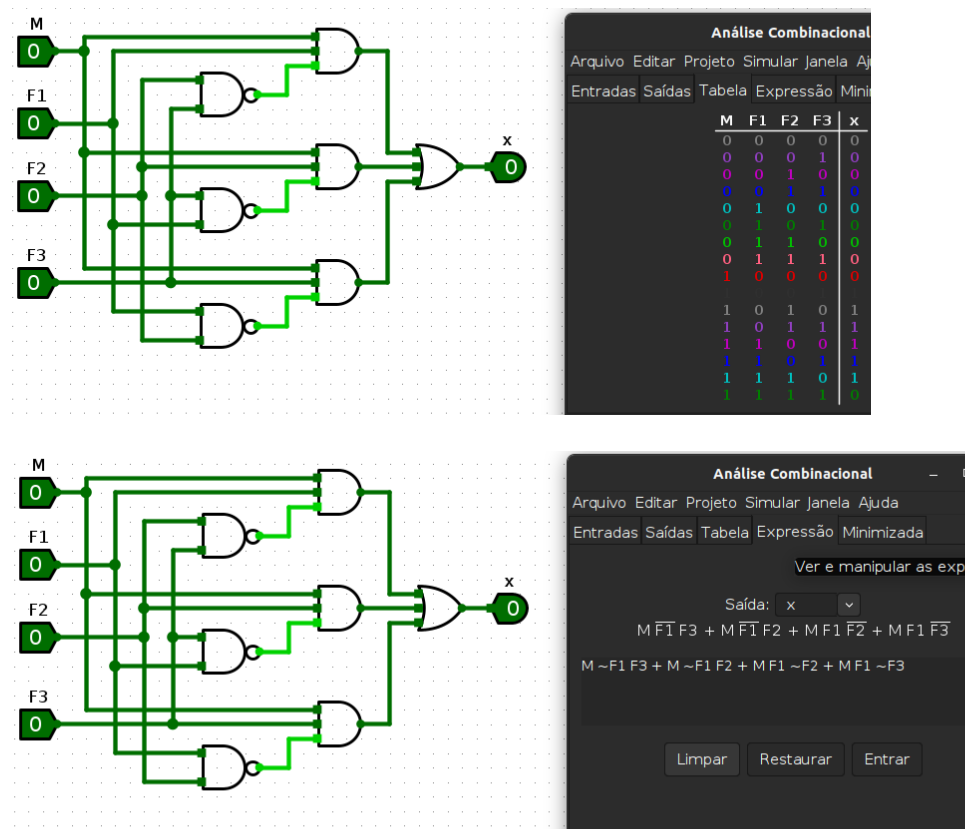 M
0
F1
0
F2
0
F3
0
x
0
Análise Combinacional
Arquivo Editar Projeto Simular Janela Aj
Entradas Saídas Tabela Expressão Mini
M F1 F2 F3 x
0 0 0 0 0
0 0 0 1 0
0 0 1 0 0
0 0 1 1 0
0 1 0 0 0
0 1 0 1 0
0 1 1 0 0
0 1 1 1 0
1 0 0 0 0
1 0 1 0 1
1 0 1 1 1
1 1 0 0 1
1 1 0 1 1
1 1 1 0 1
1 1 1 1 0
M
0
F1
0
F2
0
F3
0
x
0
Análise Combinacional
Arquivo Editar Projeto Simular Janela Ajuda
Entradas Saídas Tabela Expressão Minimizada
Ver e manipular as exp
Saída: x
M F̅1̅ F3 + M F̅1̅ F2 + M F1 F̅2̅ + M F1 F̅3̅
M ~F1 F3 + M ~F1 F2 + M F1 ~F2 + M F1 ~F3
Limpar Restaurar Entrar